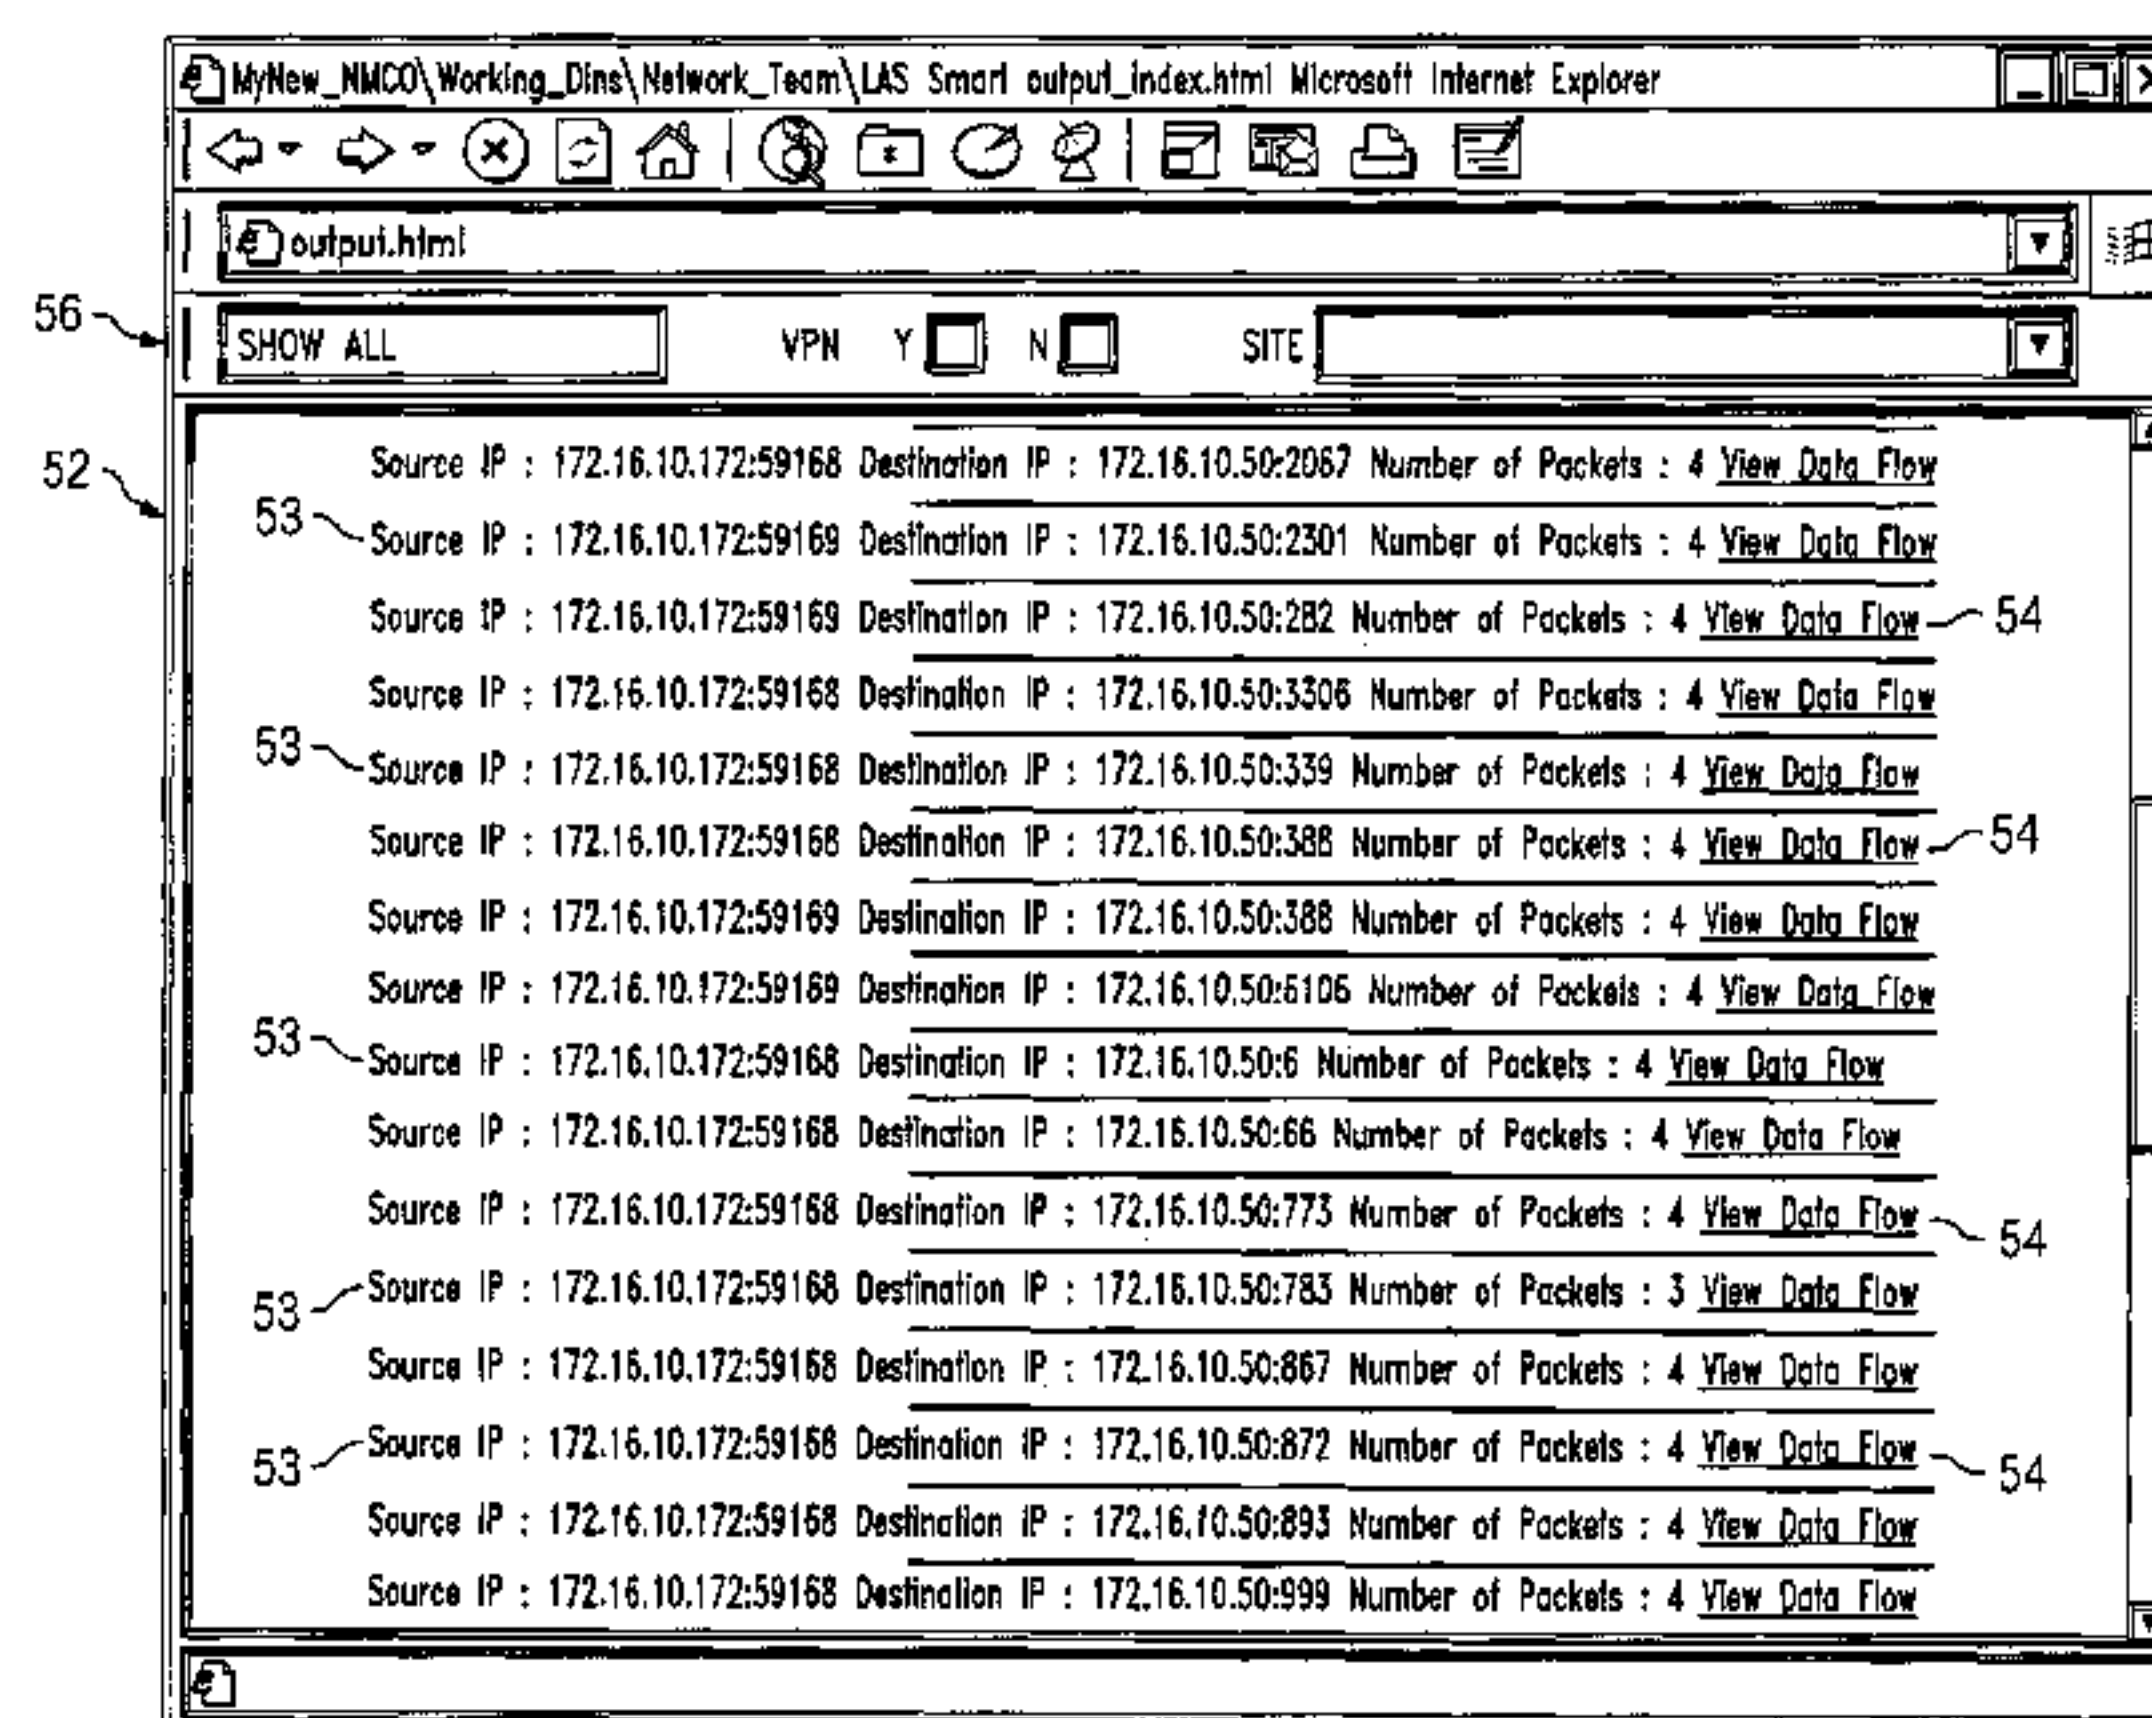 MyNew_NMCO\Working_Dins\Network_Team\LAS Smart output_index.html Microsoft Internet Explorer
output.html
56
SHOW ALL VPN Y N SITE
52
Source IP : 172.16.10.172:59168 Destination IP : 172.16.10.50:2067 Number of Packets : 4 View Data Flow
53 Source IP : 172.16.10.172:59169 Destination IP : 172.16.10.50:2301 Number of Packets : 4 View Data Flow
Source IP : 172.16.10.172:59169 Destination IP : 172.16.10.50:282 Number of Packets : 4 View Data Flow 54
Source IP : 172.16.10.172:59168 Destination IP : 172.16.10.50:3306 Number of Packets : 4 View Data Flow
53 Source IP : 172.16.10.172:59168 Destination IP : 172.16.10.50:339 Number of Packets : 4 View Data Flow
Source IP : 172.16.10.172:59168 Destination IP : 172.16.10.50:388 Number of Packets : 4 View Data Flow 54
Source IP : 172.16.10.172:59169 Destination IP : 172.16.10.50:388 Number of Packets : 4 View Data Flow
Source IP : 172.16.10.172:59169 Destination IP : 172.16.10.50:6106 Number of Packets : 4 View Data Flow
53 Source IP : 172.16.10.172:59168 Destination IP : 172.16.10.50:6 Number of Packets : 4 View Data Flow
Source IP : 172.16.10.172:59168 Destination IP : 172.16.10.50:66 Number of Packets : 4 View Data Flow
Source IP : 172.16.10.172:59168 Destination IP : 172.16.10.50:773 Number of Packets : 4 View Data Flow 54
53 Source IP : 172.16.10.172:59168 Destination IP : 172.16.10.50:783 Number of Packets : 3 View Data Flow
Source IP : 172.16.10.172:59168 Destination IP : 172.16.10.50:867 Number of Packets : 4 View Data Flow
53 Source IP : 172.16.10.172:59168 Destination IP : 172.16.10.50:872 Number of Packets : 4 View Data Flow 54
Source IP : 172.16.10.172:59168 Destination IP : 172.16.10.50:893 Number of Packets : 4 View Data Flow
Source IP : 172.16.10.172:59168 Destination IP : 172.16.10.50:999 Number of Packets : 4 View Data Flow